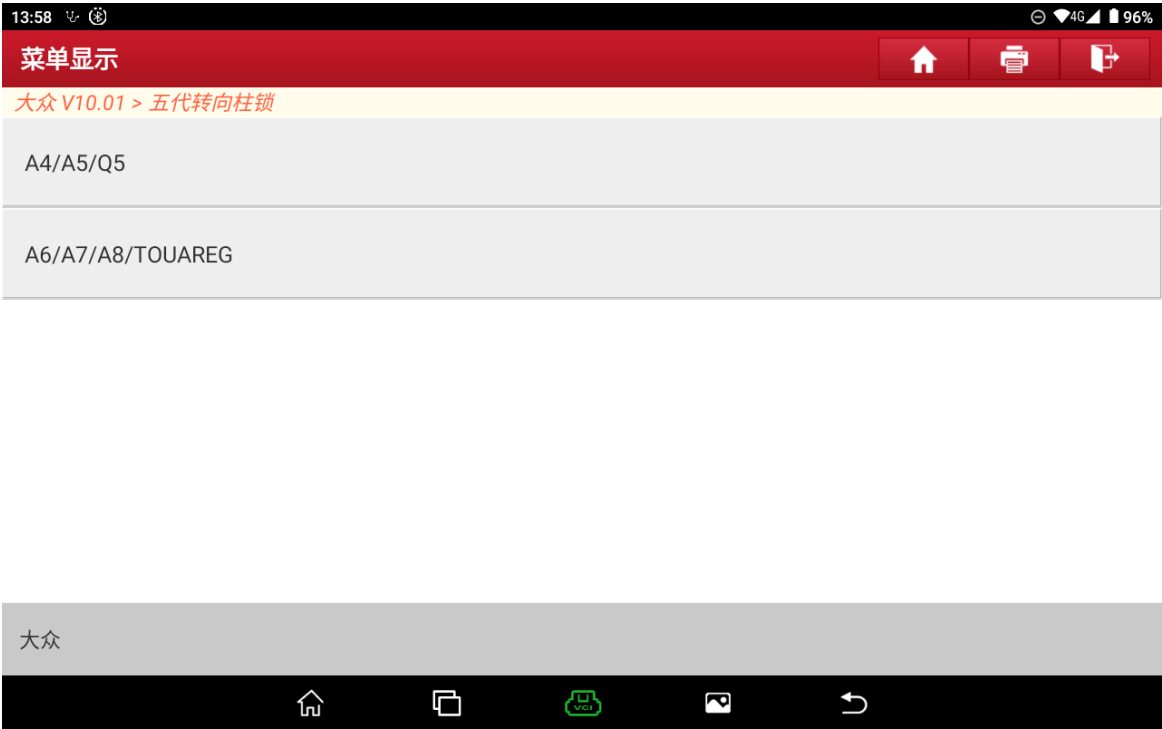 13:58 4G 96%
菜单显示
大众 V10.01 > 五代转向柱锁
A4/A5/Q5
A6/A7/A8/TOUAREG
大众
VCI